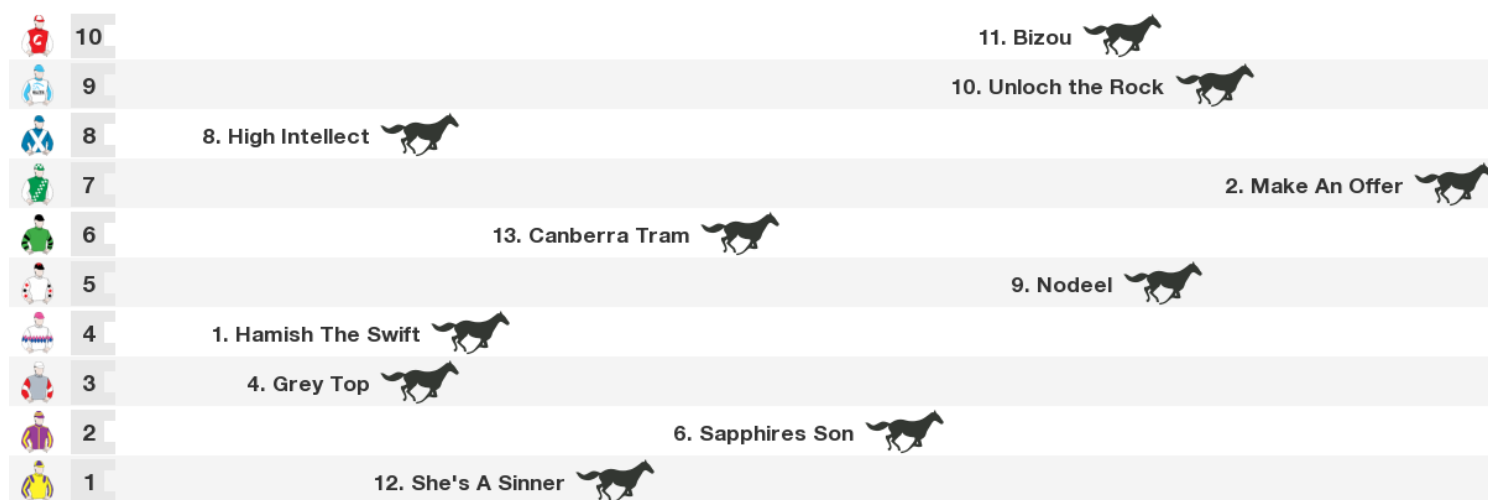 10 11. Bizou
9 10. Unloch the Rock
8 8. High Intellect
7 2. Make An Offer
6 13. Canberra Tram
5 9. Nodeel
4 1. Hamish The Swift
3 4. Grey Top
2 6. Sapphires Son
1 12. She's A Sinner